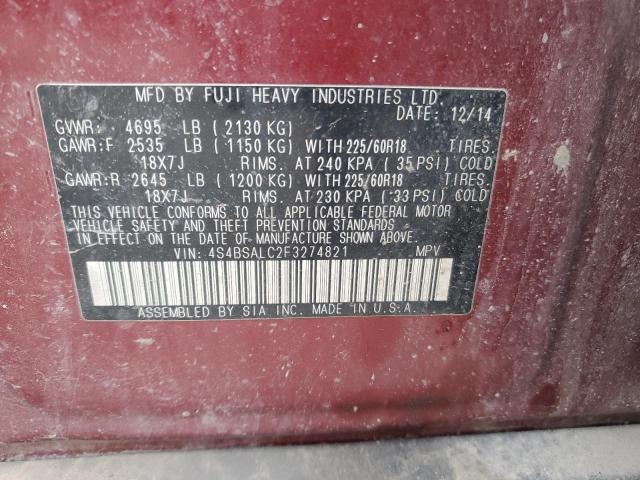 MFD BY FUJI HEAVY INDUSTRIES LTD.
DATE: 12/14
GVWR: 4695 LB ( 2130 KG)
GAWR:F 2535 LB ( 1150 KG) WITH 225/60R18 TIRES.
18X7J RIMS. AT 240 KPA ( 35 PSI) COLD
GAWR:R 2645 LB ( 1200 KG) WITH 225/60R18 TIRES.
18X7J RIMS. AT 230 KPA ( 33 PSI) COLD
THIS VEHICLE CONFORMS TO ALL APPLICABLE FEDERAL MOTOR
VEHICLE SAFETY AND THEFT PREVENTION STANDARDS
IN EFFECT ON THE DATE OF MANUFACTURE SHOWN ABOVE.
VIN: 4S4BSALC2F3274821 MPV
ASSEMBLED BY SIA INC. MADE IN U.S.A.